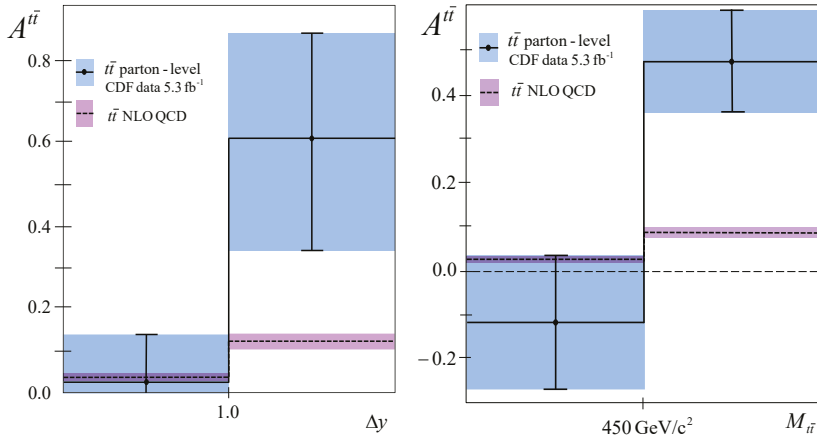 A^{tt̄}
0.8
0.6
0.4
0.2
0.0
tt̄ parton - level
CDF data 5.3 fb⁻¹
tt̄ NLO QCD
1.0
Δy
A^{tt̄}
0.4
0.2
0.0
−0.2
tt̄ parton - level
CDF data 5.3 fb⁻¹
tt̄ NLO QCD
450 GeV/c²
M_{tt̄}